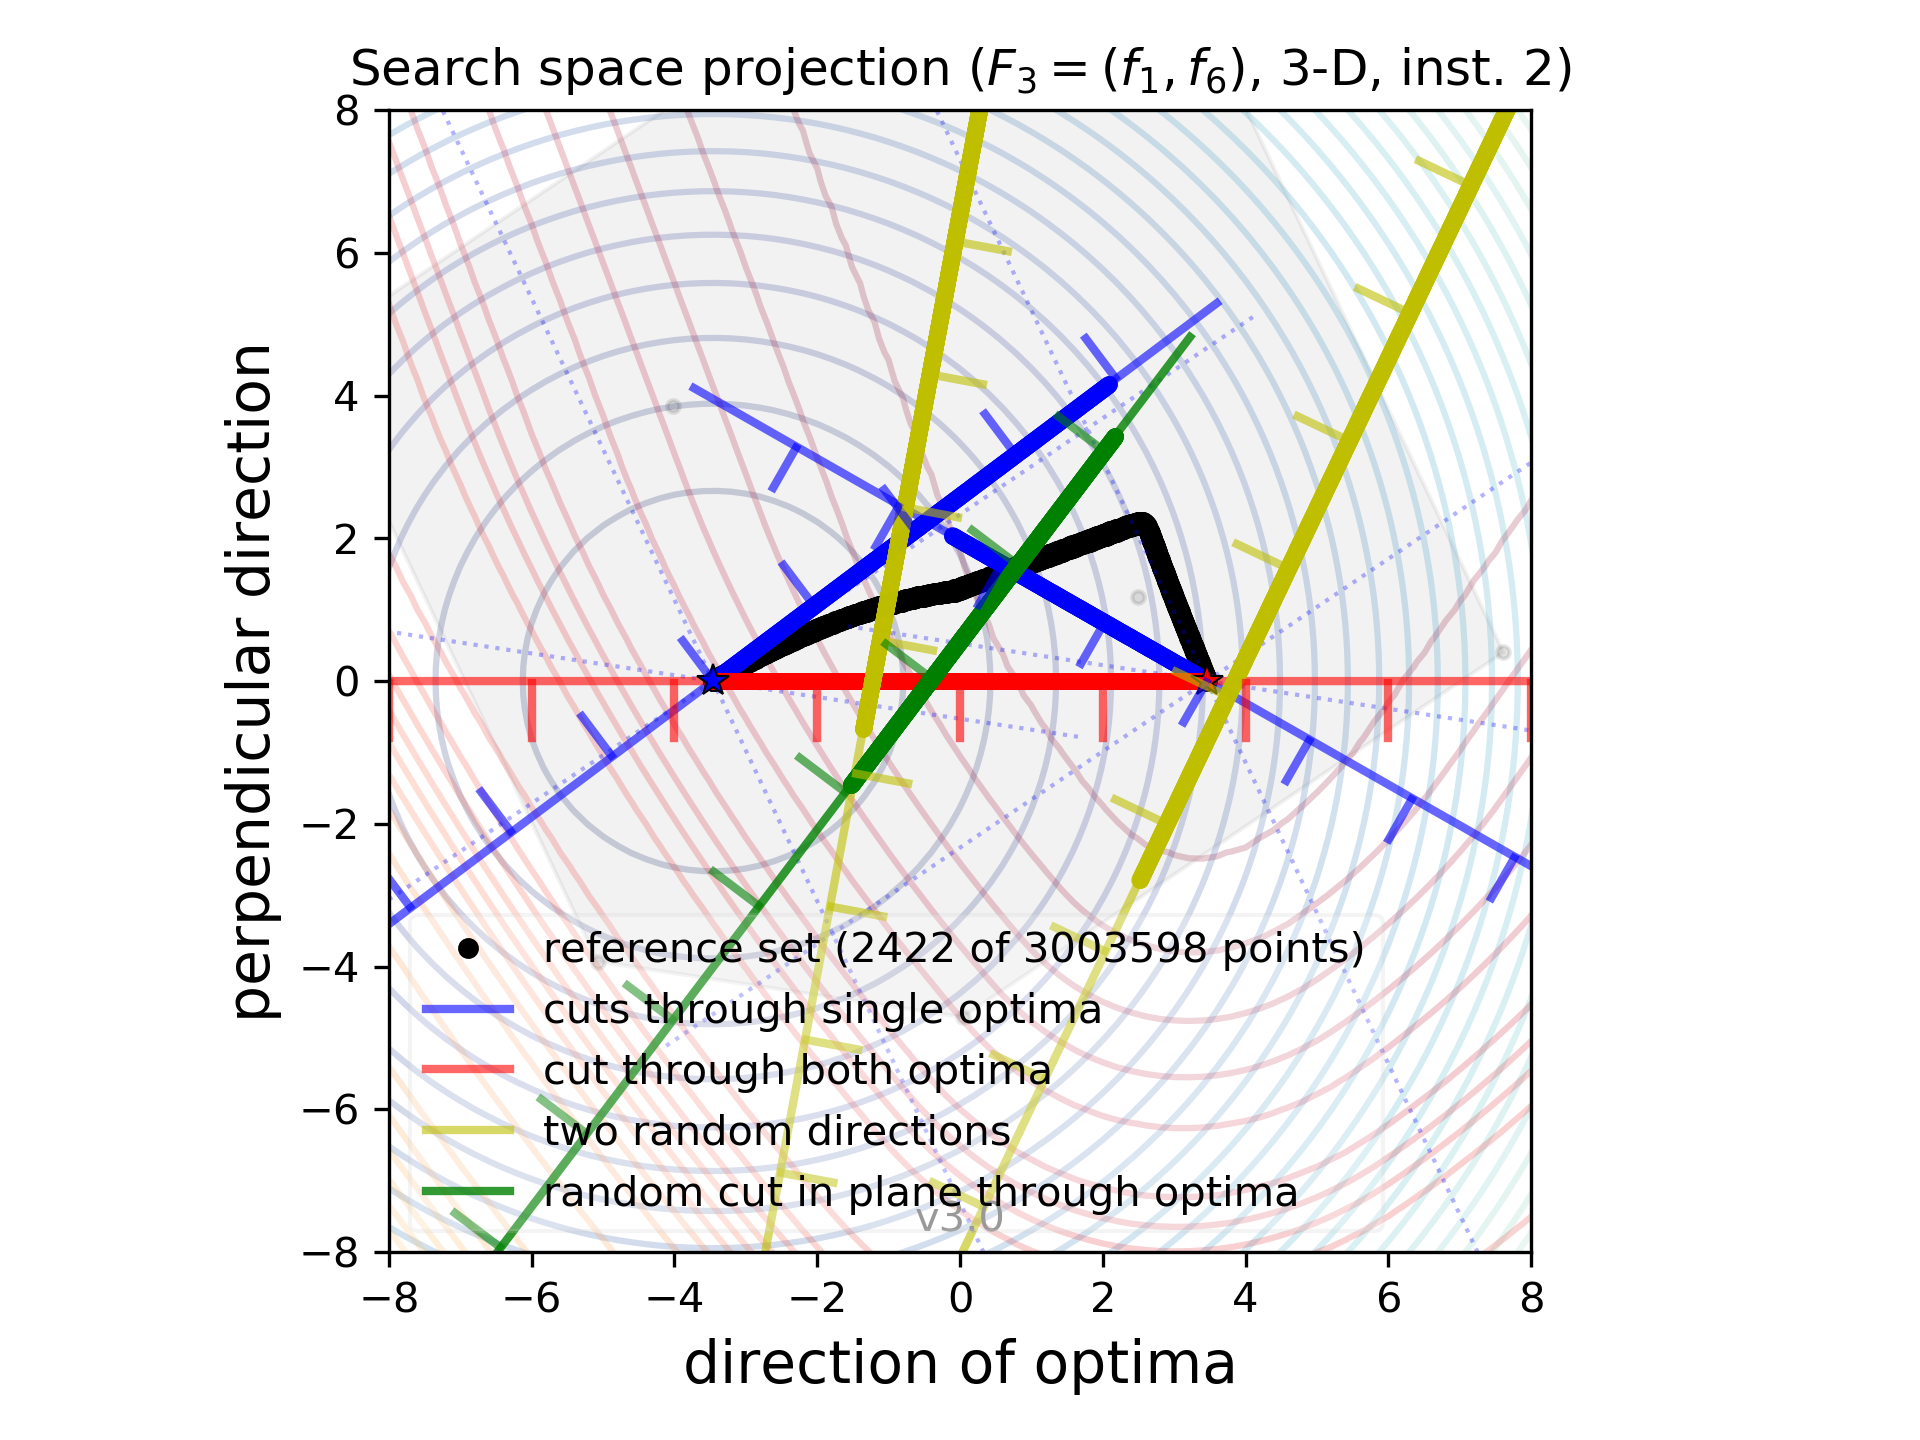 Search space projection (F₃ = (f₁, f₆), 3-D, inst. 2)
8
6
4
2
0
−2
−4
−6
−8
perpendicular direction
reference set (2422 of 3003598 points)
cuts through single optima
cut through both optima
two random directions
random cut in plane through optima
v3.0
−8 −6 −4 −2 0 2 4 6 8
direction of optima